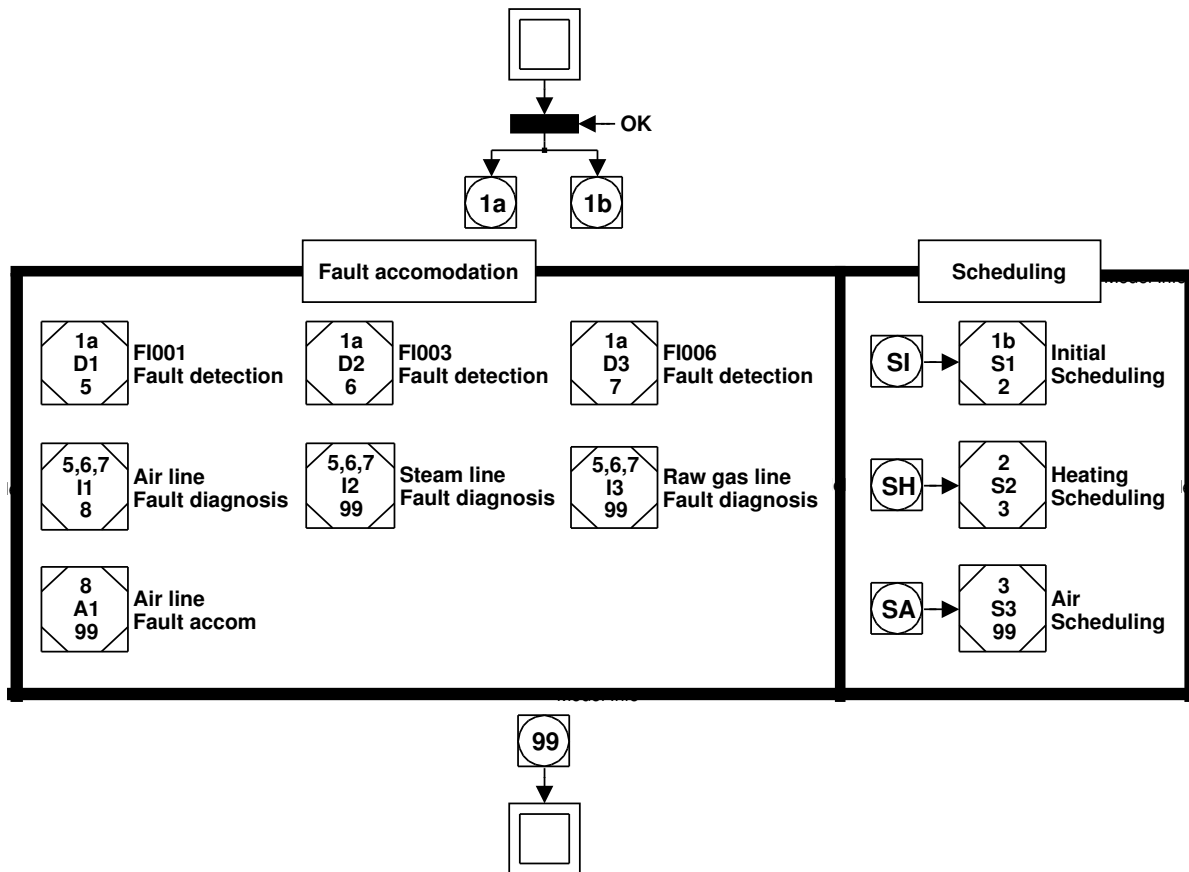 OK
1a
1b
Fault accomodation
Scheduling
1a
D1
5
FI001
Fault detection
1a
D2
6
FI003
Fault detection
1a
D3
7
FI006
Fault detection
SI
1b
S1
2
Initial
Scheduling
5,6,7
I1
8
Air line
Fault diagnosis
5,6,7
I2
99
Steam line
Fault diagnosis
5,6,7
I3
99
Raw gas line
Fault diagnosis
SH
2
S2
3
Heating
Scheduling
8
A1
99
Air line
Fault accom
SA
3
S3
99
Air
Scheduling
99